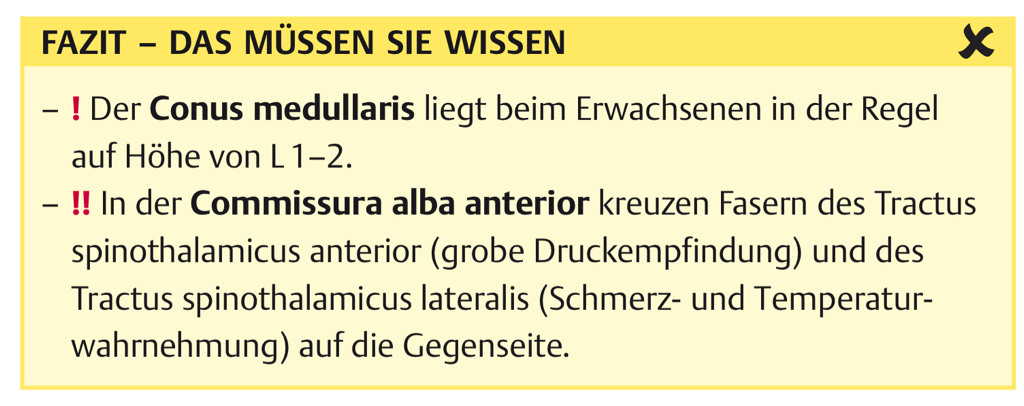 FAZIT – DAS MÜSSEN SIE WISSEN
– ! Der Conus medullaris liegt beim Erwachsenen in der Regel
auf Höhe von L 1–2.
– !! In der Commissura alba anterior kreuzen Fasern des Tractus
spinothalamicus anterior (grobe Druckempfindung) und des
Tractus spinothalamicus lateralis (Schmerz- und Temperatur-
wahrnehmung) auf die Gegenseite.